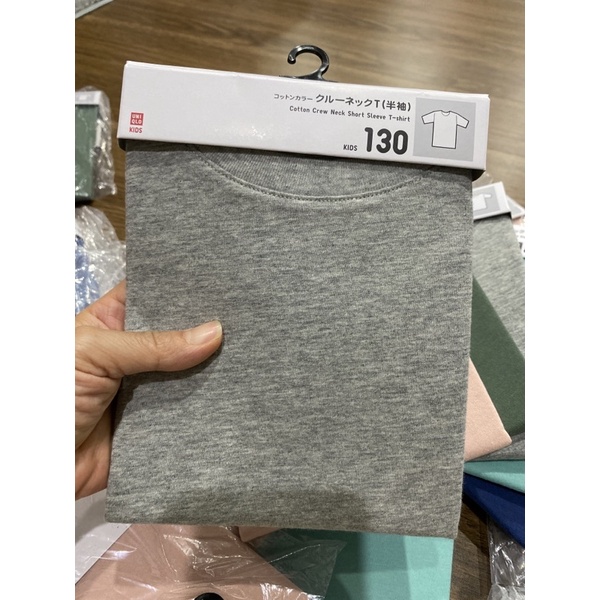 コットンカラー クルーネックT(半袖)
Cotton Crew Neck Short Sleeve T-shirt
UNI
QLO
KIDS
KIDS 130